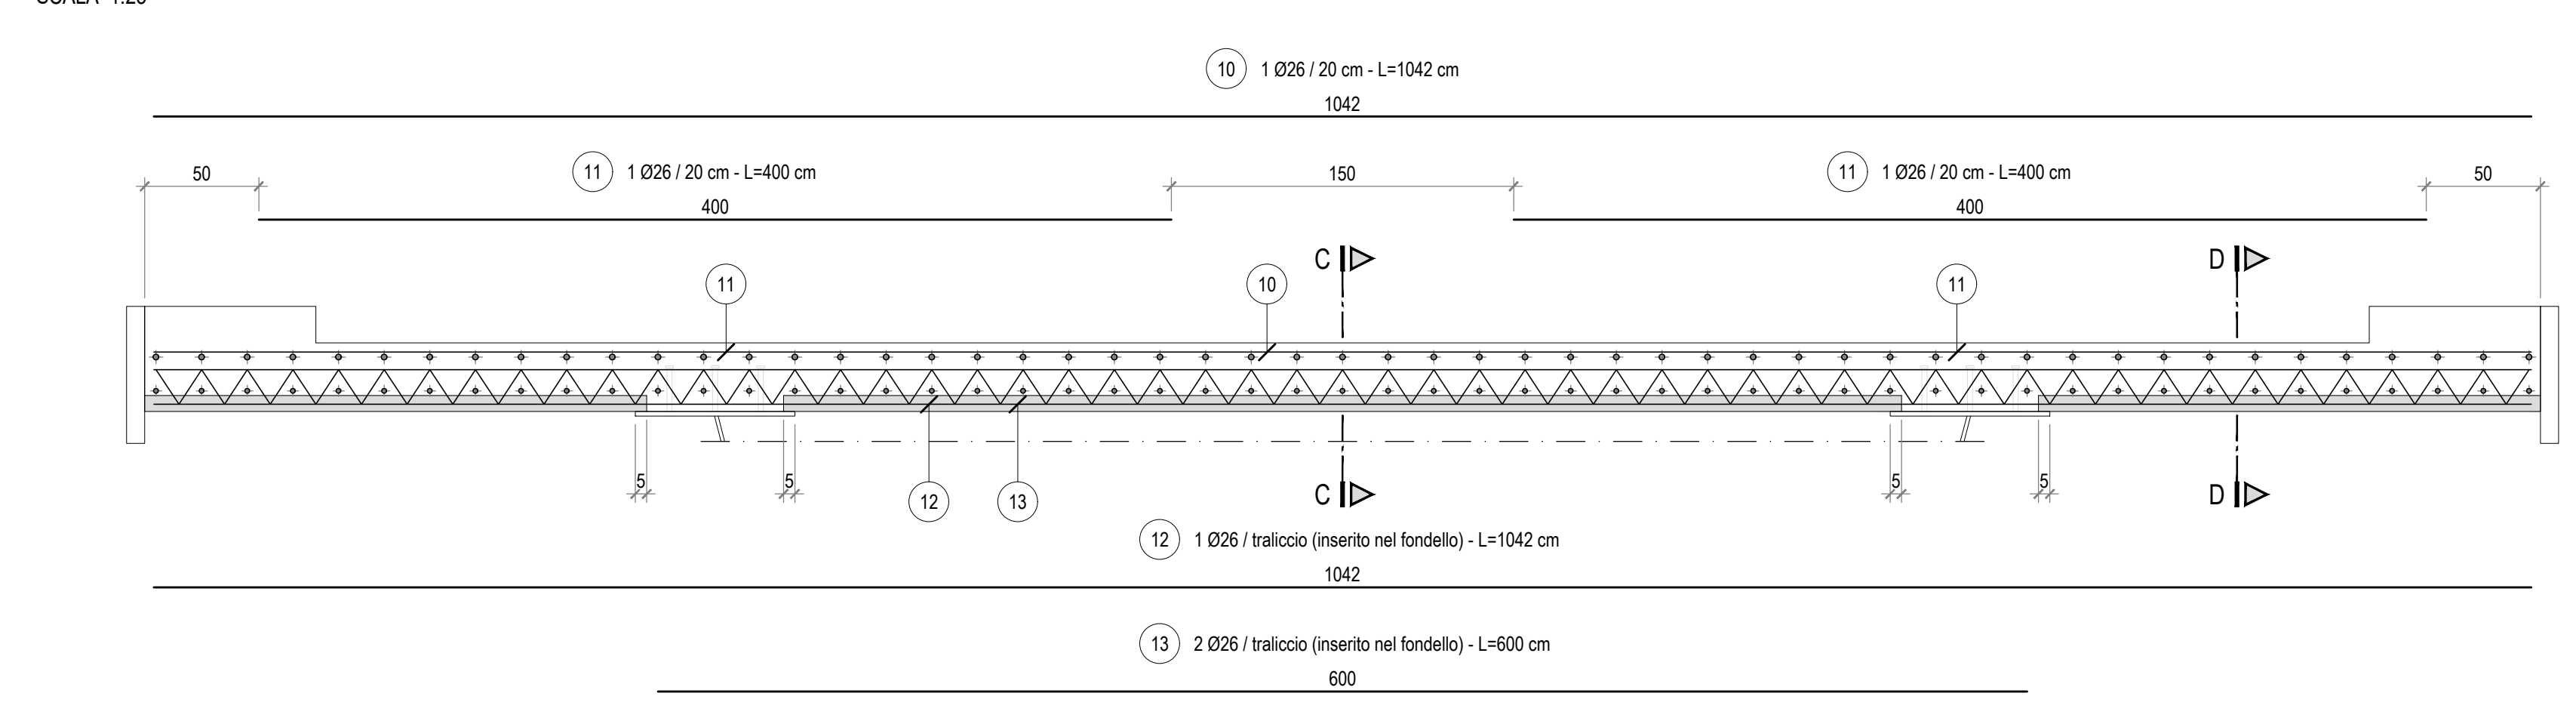 10 1 Ø26 / 20 cm - L=1042 cm
1042
50 11 1 Ø26 / 20 cm - L=400 cm 150 11 1 Ø26 / 20 cm - L=400 cm 50
400 400
C D
11 10 11
5 5 5 5
12 13 C D
12 1 Ø26 / traliccio (inserito nel fondello) - L=1042 cm
1042
13 2 Ø26 / traliccio (inserito nel fondello) - L=600 cm
600